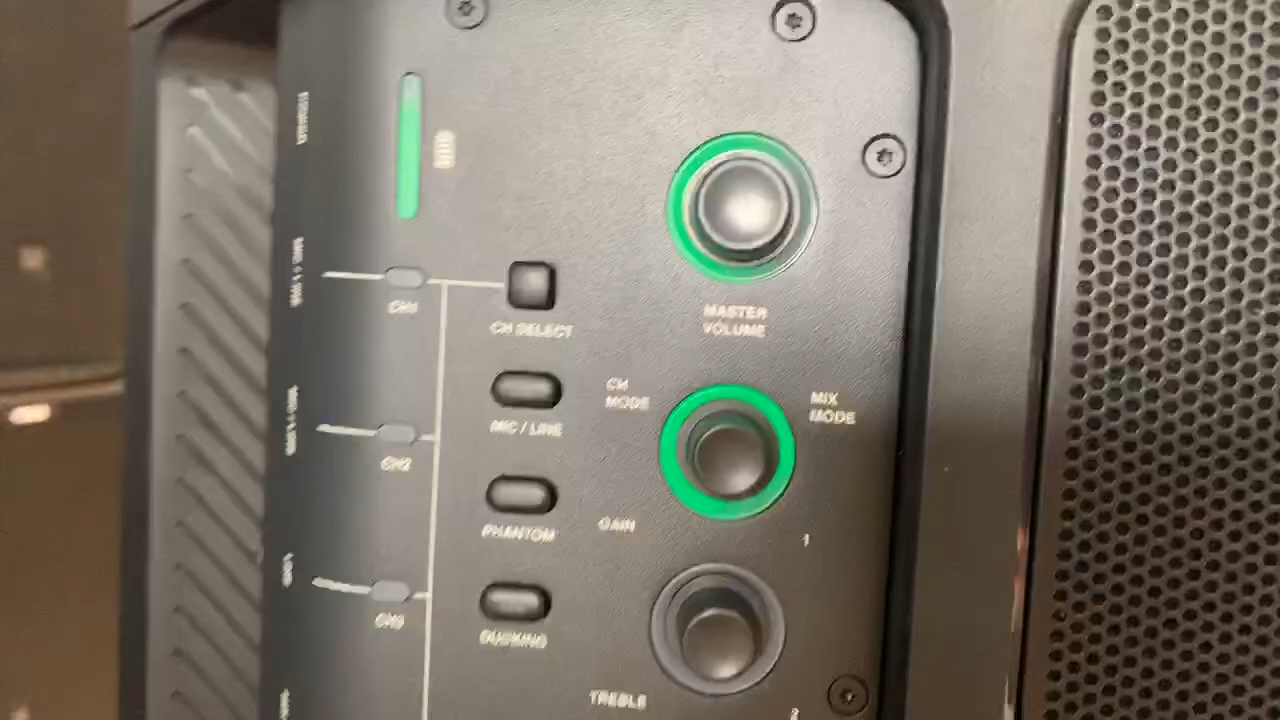 CH1
CH SELECT
MASTER
VOLUME
CH
MODE
MIX
MODE
MIC / LINE
CH2
PHANTOM
GAIN
1
CH3
DUCKING
TREBLE
2